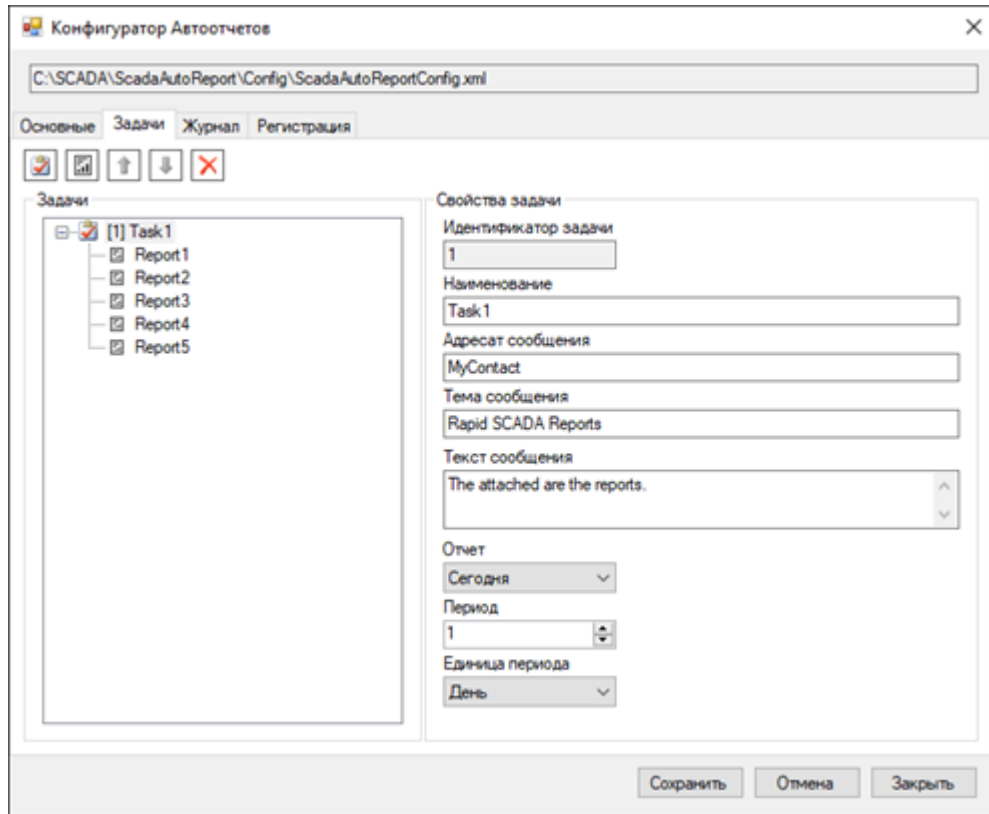 Конфигуратор Автоотчетов
C:\SCADA\ScadaAutoReport\Config\ScadaAutoReportConfig.xml
Основные Задачи Журнал Регистрация
Задачи
[1] Task1
Report1
Report2
Report3
Report4
Report5
Свойства задачи
Идентификатор задачи
1
Наименование
Task1
Адресат сообщения
MyContact
Тема сообщения
Rapid SCADA Reports
Текст сообщения
The attached are the reports.
Отчет
Сегодня
Период
1
Единица периода
День
Сохранить Отмена Закрыть